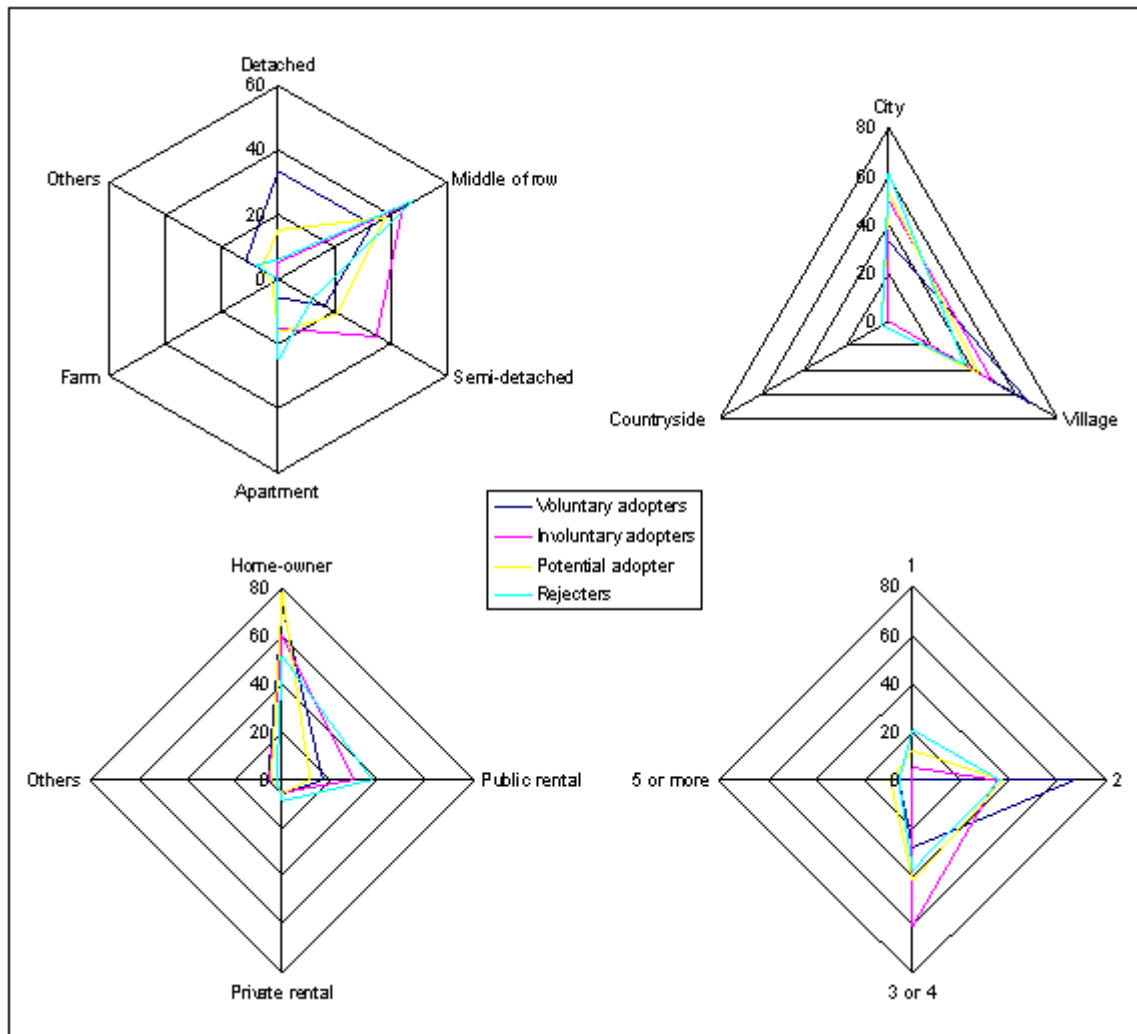 Detached
60
40
20
0
Others
Middle of row
Farm
Semi-detached
Apartment
City
80
60
40
20
0
Countryside
Village
Voluntary adopters
Involuntary adopters
Potential adopter
Rejecters
Home-owner
80
60
40
20
0
Others
Public rental
Private rental
1
80
60
40
20
0
5 or more
2
3 or 4